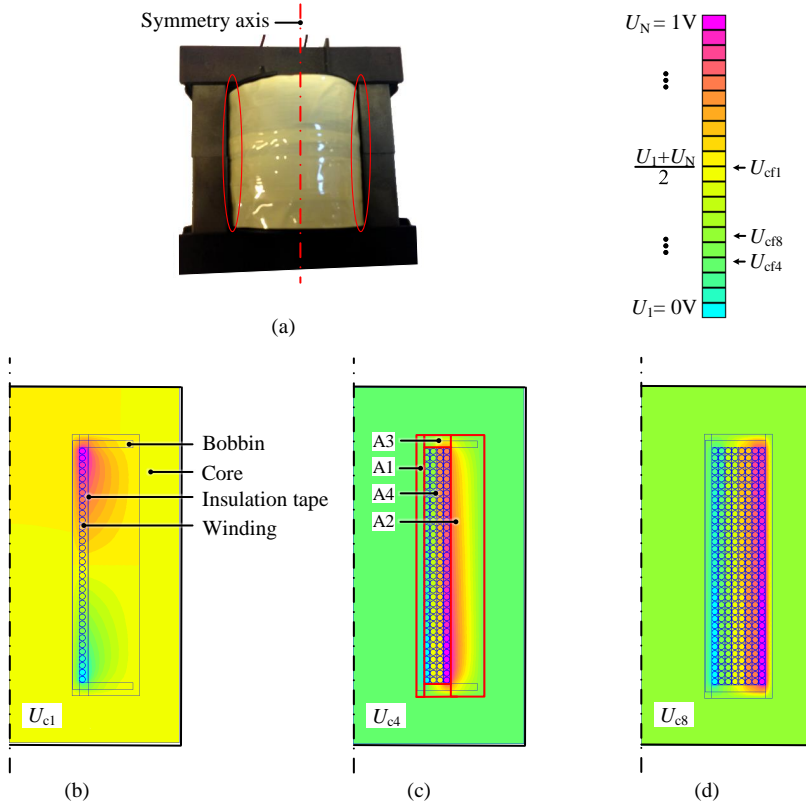 Symmetry axis
(a)
U_N = 1V
U_1+U_N
2
U_1= 0V
U_cf1
U_cf8
U_cf4
Bobbin
Core
Insulation tape
Winding
U_c1
(b)
A3
A1
A4
A2
U_c4
(c)
U_c8
(d)